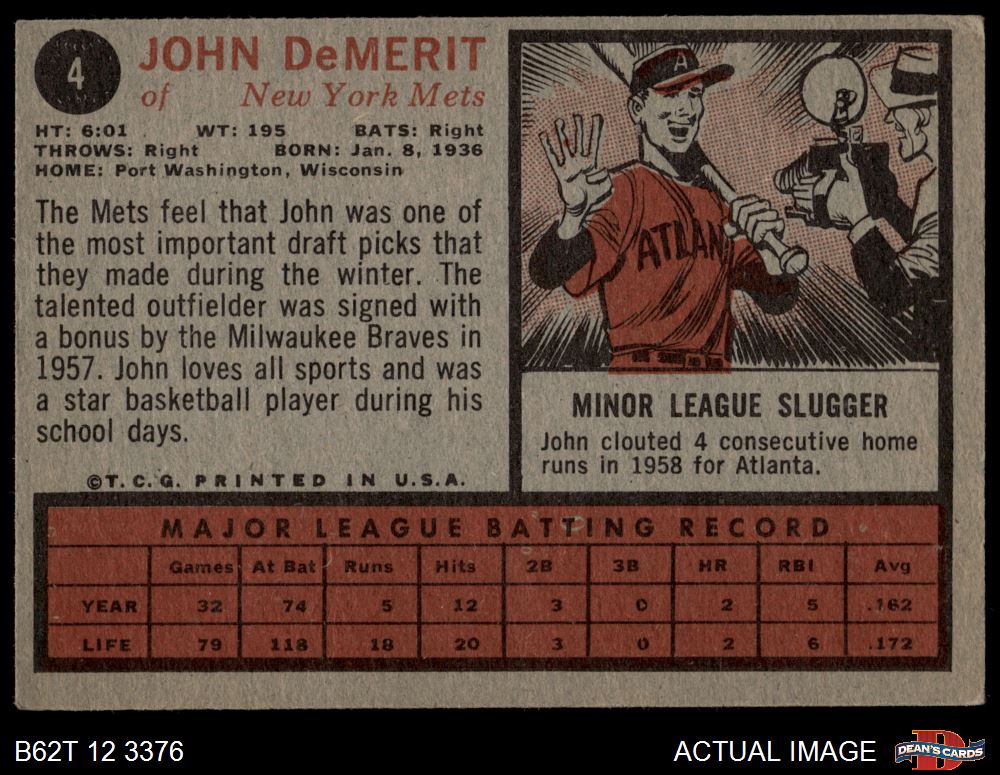 4
JOHN DeMERIT
of New York Mets
HT: 6:01 WT: 195 BATS: Right
THROWS: Right BORN: Jan. 8, 1936
HOME: Port Washington, Wisconsin
The Mets feel that John was one of
the most important draft picks that
they made during the winter. The
talented outfielder was signed with
a bonus by the Milwaukee Braves in
1957. John loves all sports and was
a star basketball player during his
school days.
©T. C. G. PRINTED IN U.S.A.
A
ATLAN
MINOR LEAGUE SLUGGER
John clouted 4 consecutive home
runs in 1958 for Atlanta.
MAJOR LEAGUE BATTING RECORD
Games At Bat Runs Hits 2B 3B HR RBI Avg
YEAR 32 74 5 12 3 0 2 5 .162
LIFE 79 118 18 20 3 0 2 6 .172
B62T 12 3376
ACTUAL IMAGE
D
DEAN'S CARDS